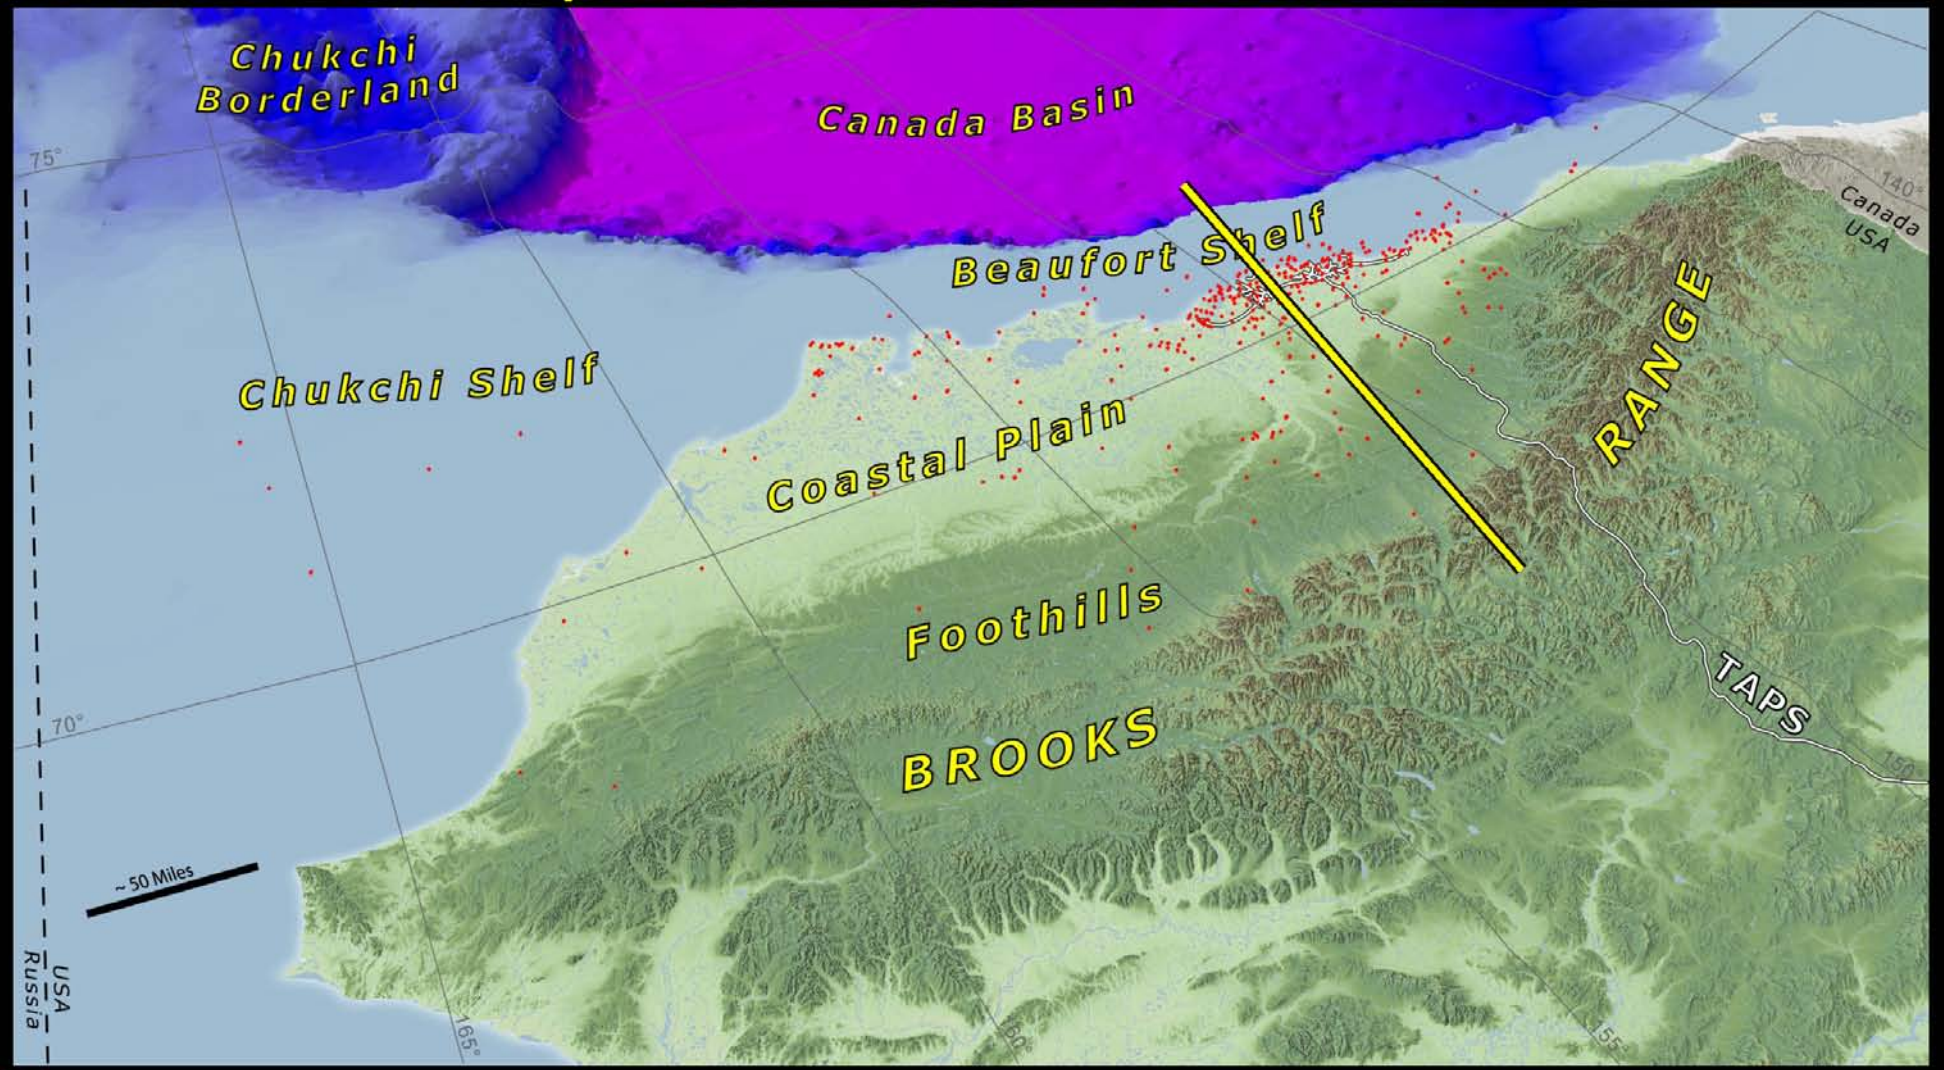 Chukchi
Borderland
Canada Basin
75°
140°
Canada
USA
Beaufort Shelf
RANGE
Chukchi Shelf
145
Coastal Plain
Foothills
TAPS
70°
BROOKS
150°
~ 50 Miles
USA
Russia
165°
160°
155°